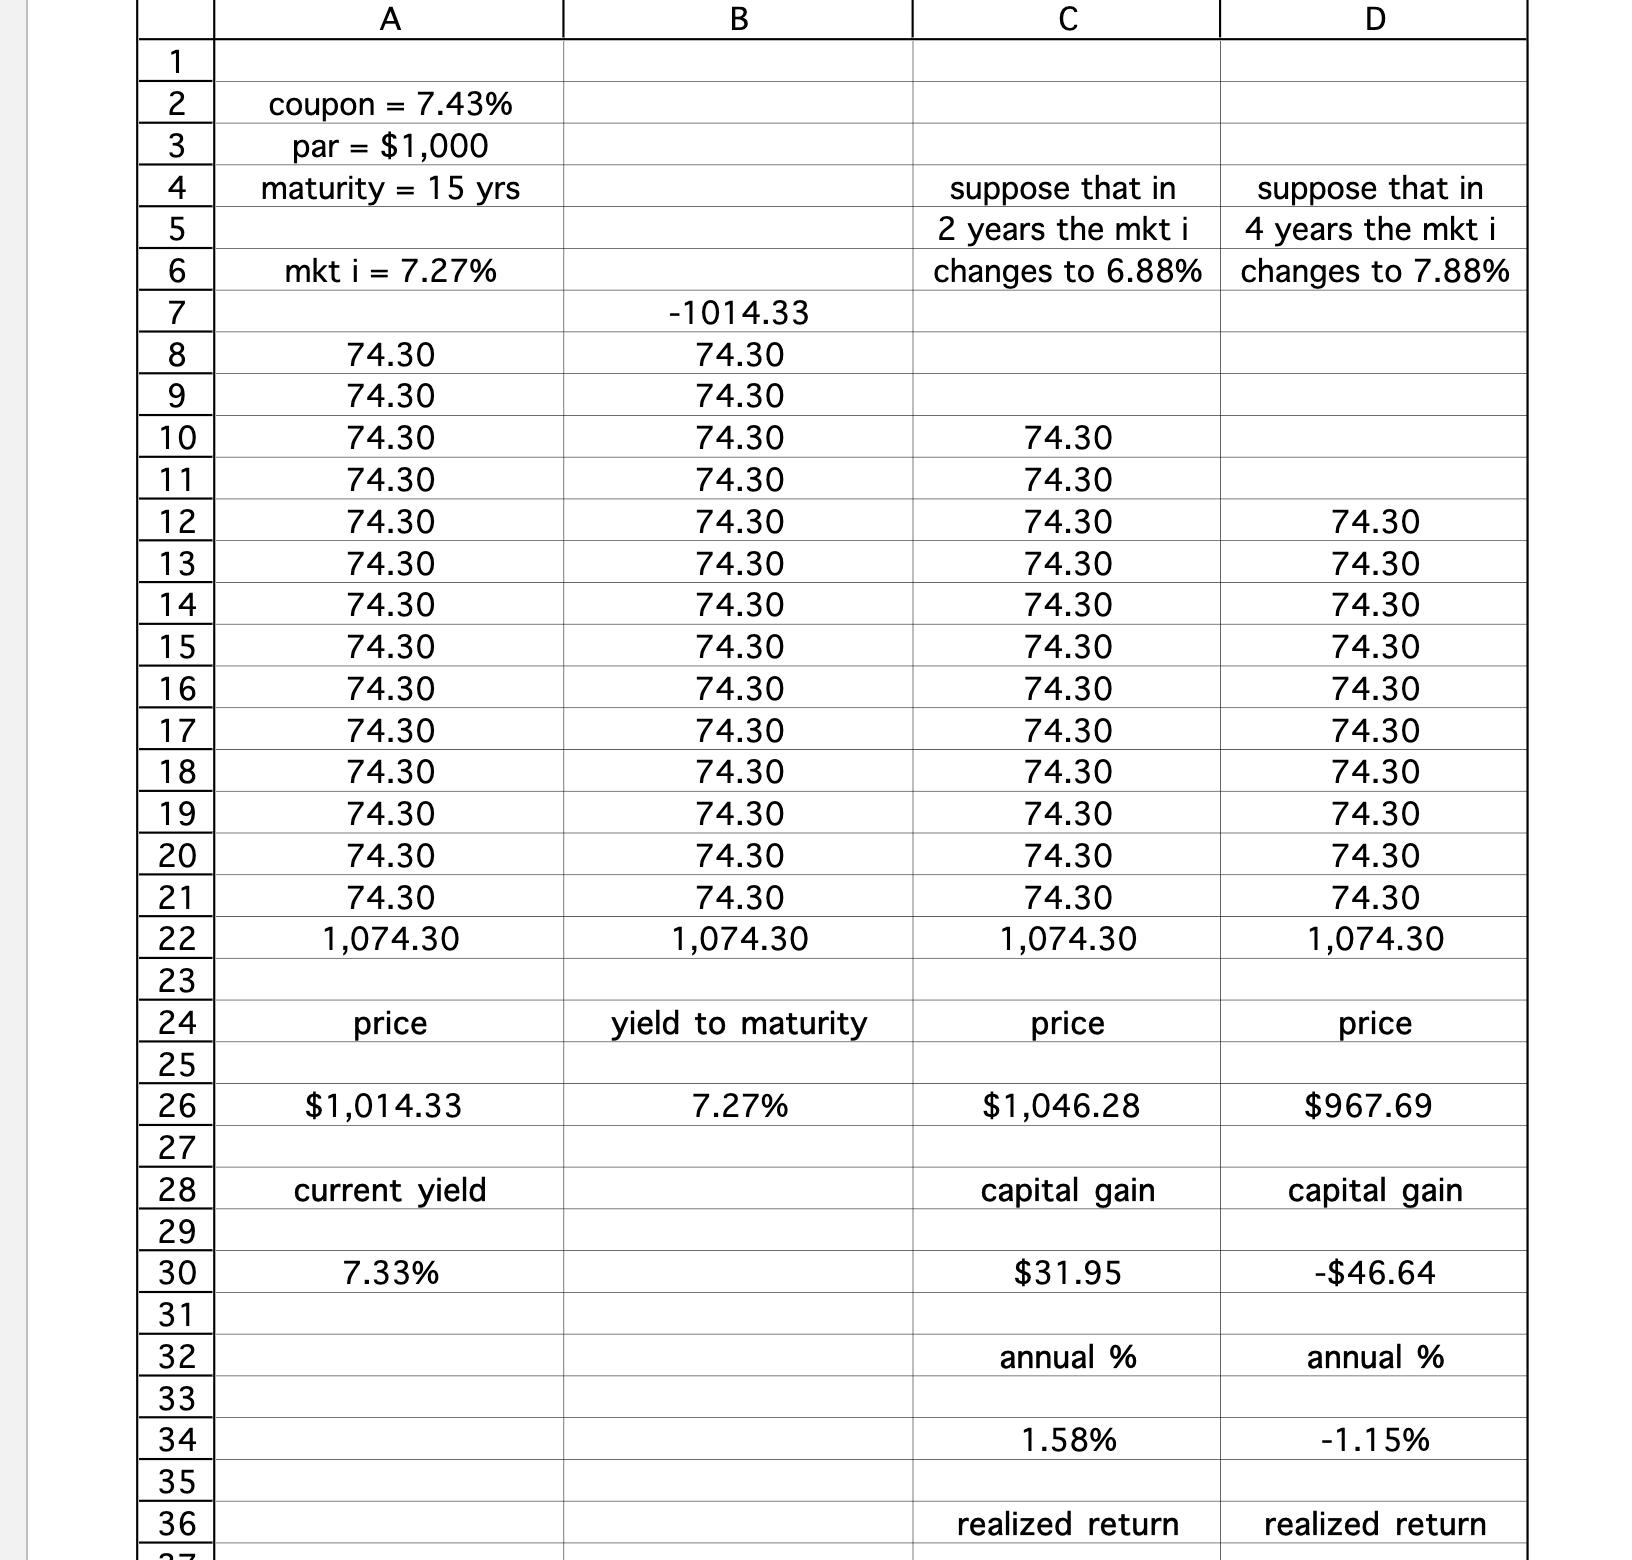 A B C D
1
2 coupon = 7.43%
3 par = $1,000
4 maturity = 15 yrs suppose that in suppose that in
5 2 years the mkt i 4 years the mkt i
6 mkt i = 7.27% changes to 6.88% changes to 7.88%
7 -1014.33
8 74.30 74.30
9 74.30 74.30
10 74.30 74.30 74.30
11 74.30 74.30 74.30
12 74.30 74.30 74.30 74.30
13 74.30 74.30 74.30 74.30
14 74.30 74.30 74.30 74.30
15 74.30 74.30 74.30 74.30
16 74.30 74.30 74.30 74.30
17 74.30 74.30 74.30 74.30
18 74.30 74.30 74.30 74.30
19 74.30 74.30 74.30 74.30
20 74.30 74.30 74.30 74.30
21 74.30 74.30 74.30 74.30
22 1,074.30 1,074.30 1,074.30 1,074.30
23
24 price yield to maturity price price
25
26 $1,014.33 7.27% $1,046.28 $967.69
27
28 current yield capital gain capital gain
29
30 7.33% $31.95 -$46.64
31
32 annual % annual %
33
34 1.58% -1.15%
35
36 realized return realized return
37